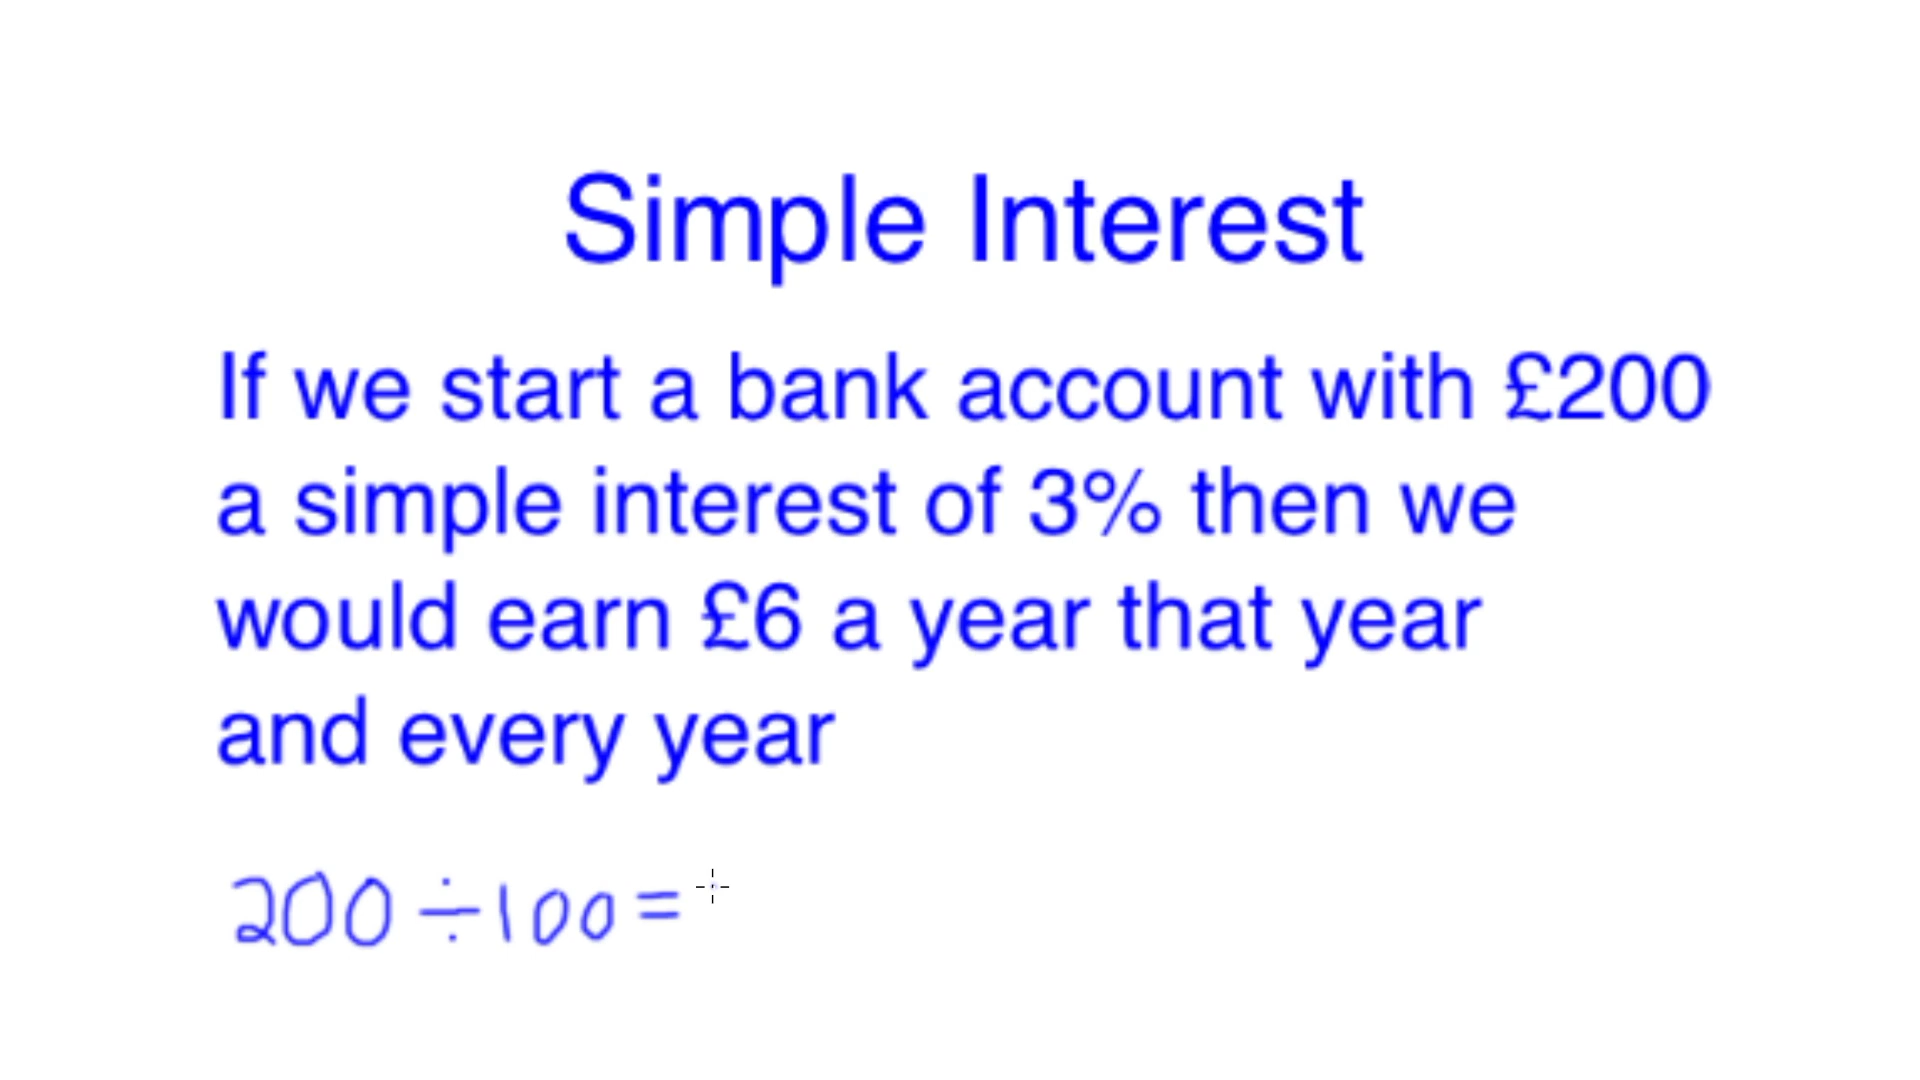 Simple Interest
If we start a bank account with £200
a simple interest of 3% then we
would earn £6 a year that year
and every year
200 ÷ 100 =